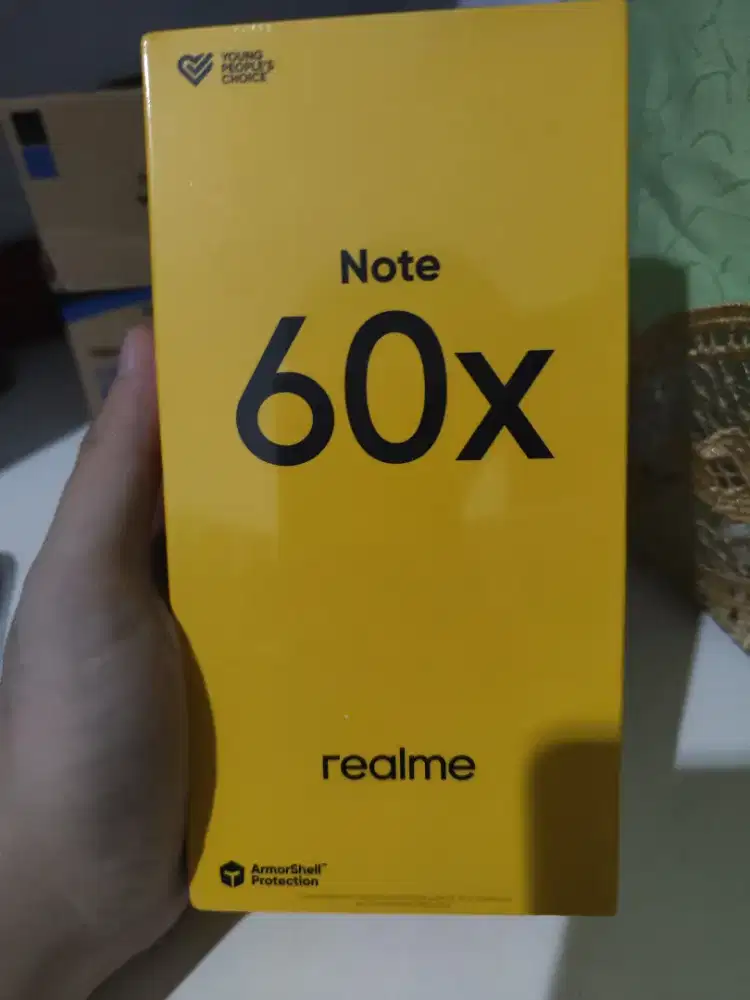 YOUNG
PEOPLE'S
CHOICE
Note
60x
realme
ArmorShell™
Protection